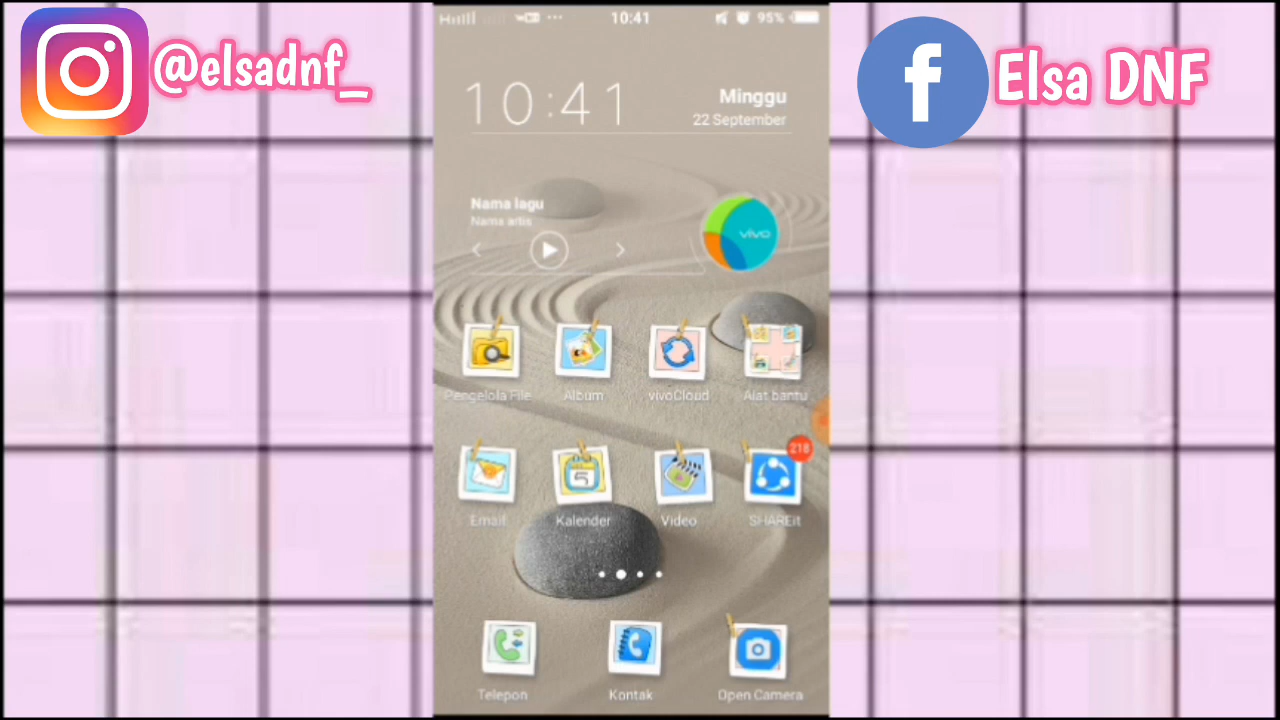 @elsadnf_
Elsa DNF
10:41
95%
10:41
Minggu
22 September
Nama lagu
Nama artis
vivo
Pengelola File
Album
vivoCloud
Alat bantu
218
5
Email
Kalender
Video
SHAREit
Telepon
Kontak
Open Camera